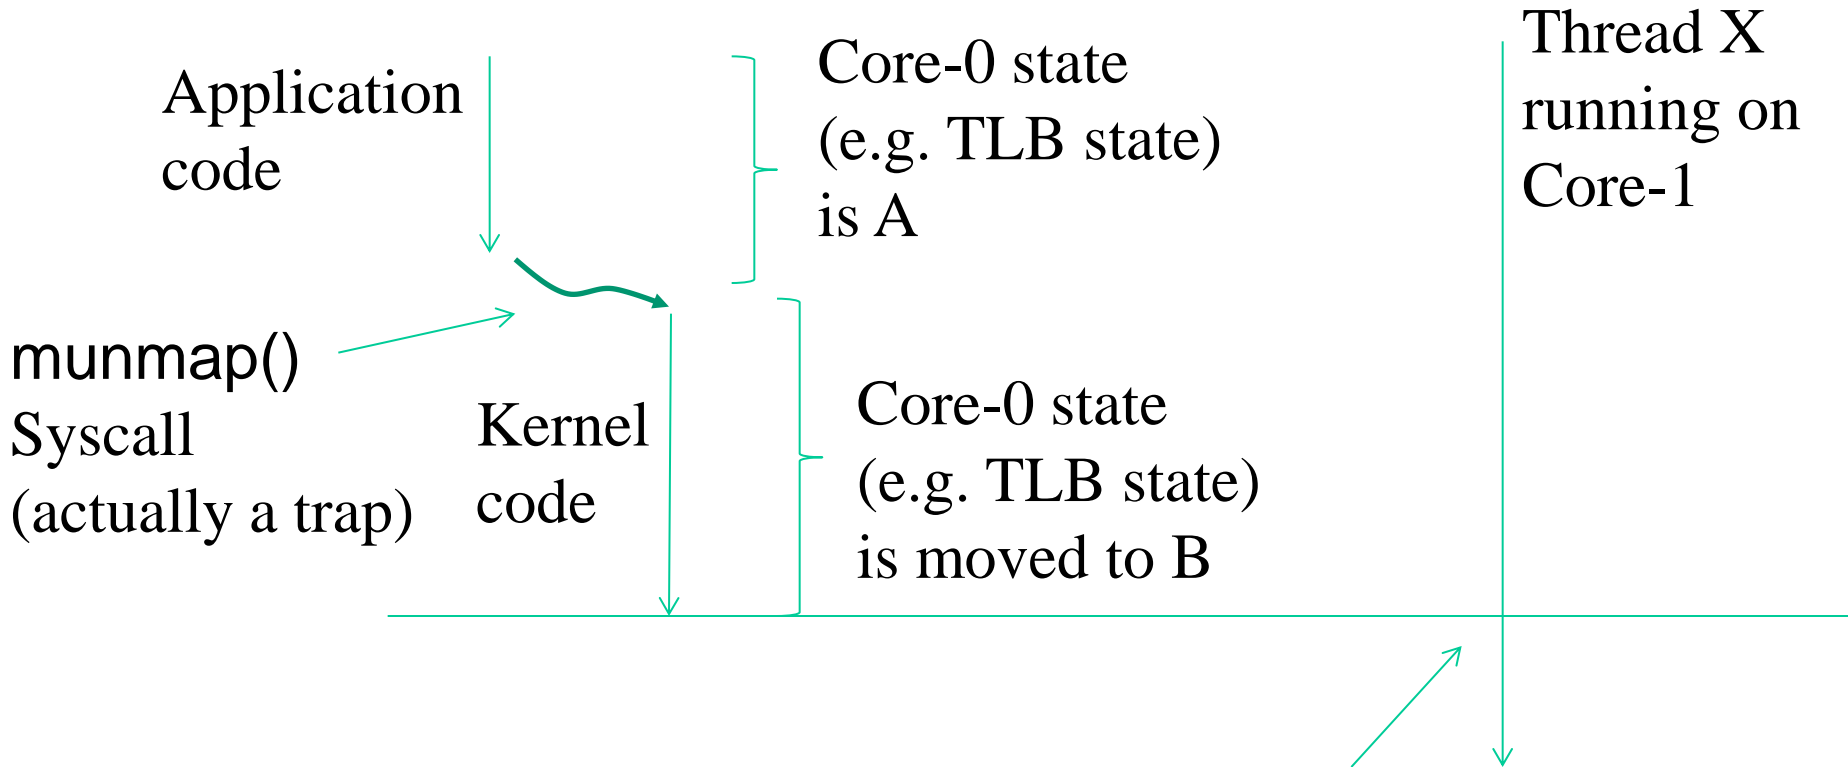 Application
code
munmap()
Syscall
(actually a trap)
Kernel
code
Core-0 state
(e.g. TLB state)
is A
Core-0 state
(e.g. TLB state)
is moved to B
Thread X
running on
Core-1